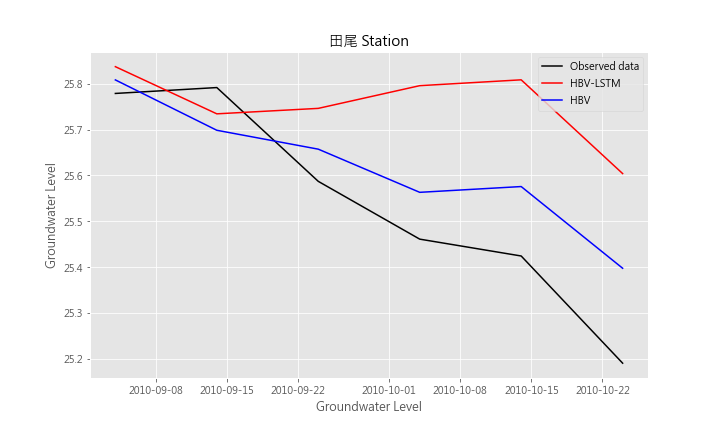 田尾 Station
Observed data
HBV-LSTM
HBV
Groundwater Level
25.8
25.7
25.6
25.5
25.4
25.3
25.2
2010-09-08
2010-09-15
2010-09-22
2010-10-01
2010-10-08
2010-10-15
2010-10-22
Groundwater Level